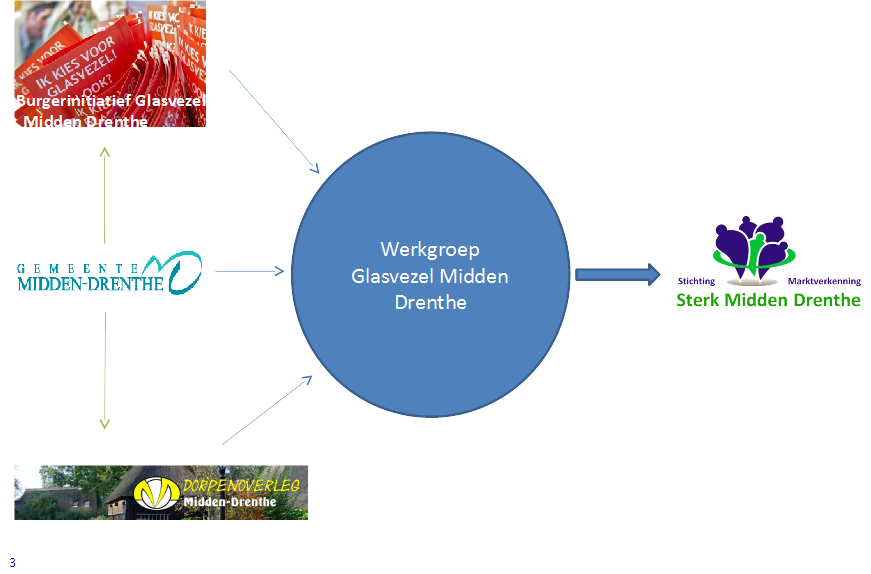 IK KIES VOOR
GLASVEZEL!
OOK?
Burgerinitiatief Glasvezel
Midden Drenthe
GEMEENTE
MIDDEN-DRENTHE
Werkgroep
Glasvezel Midden
Drenthe
Stichting Marktverkenning
Sterk Midden Drenthe
DORPENOVERLEG
Midden-Drenthe
3